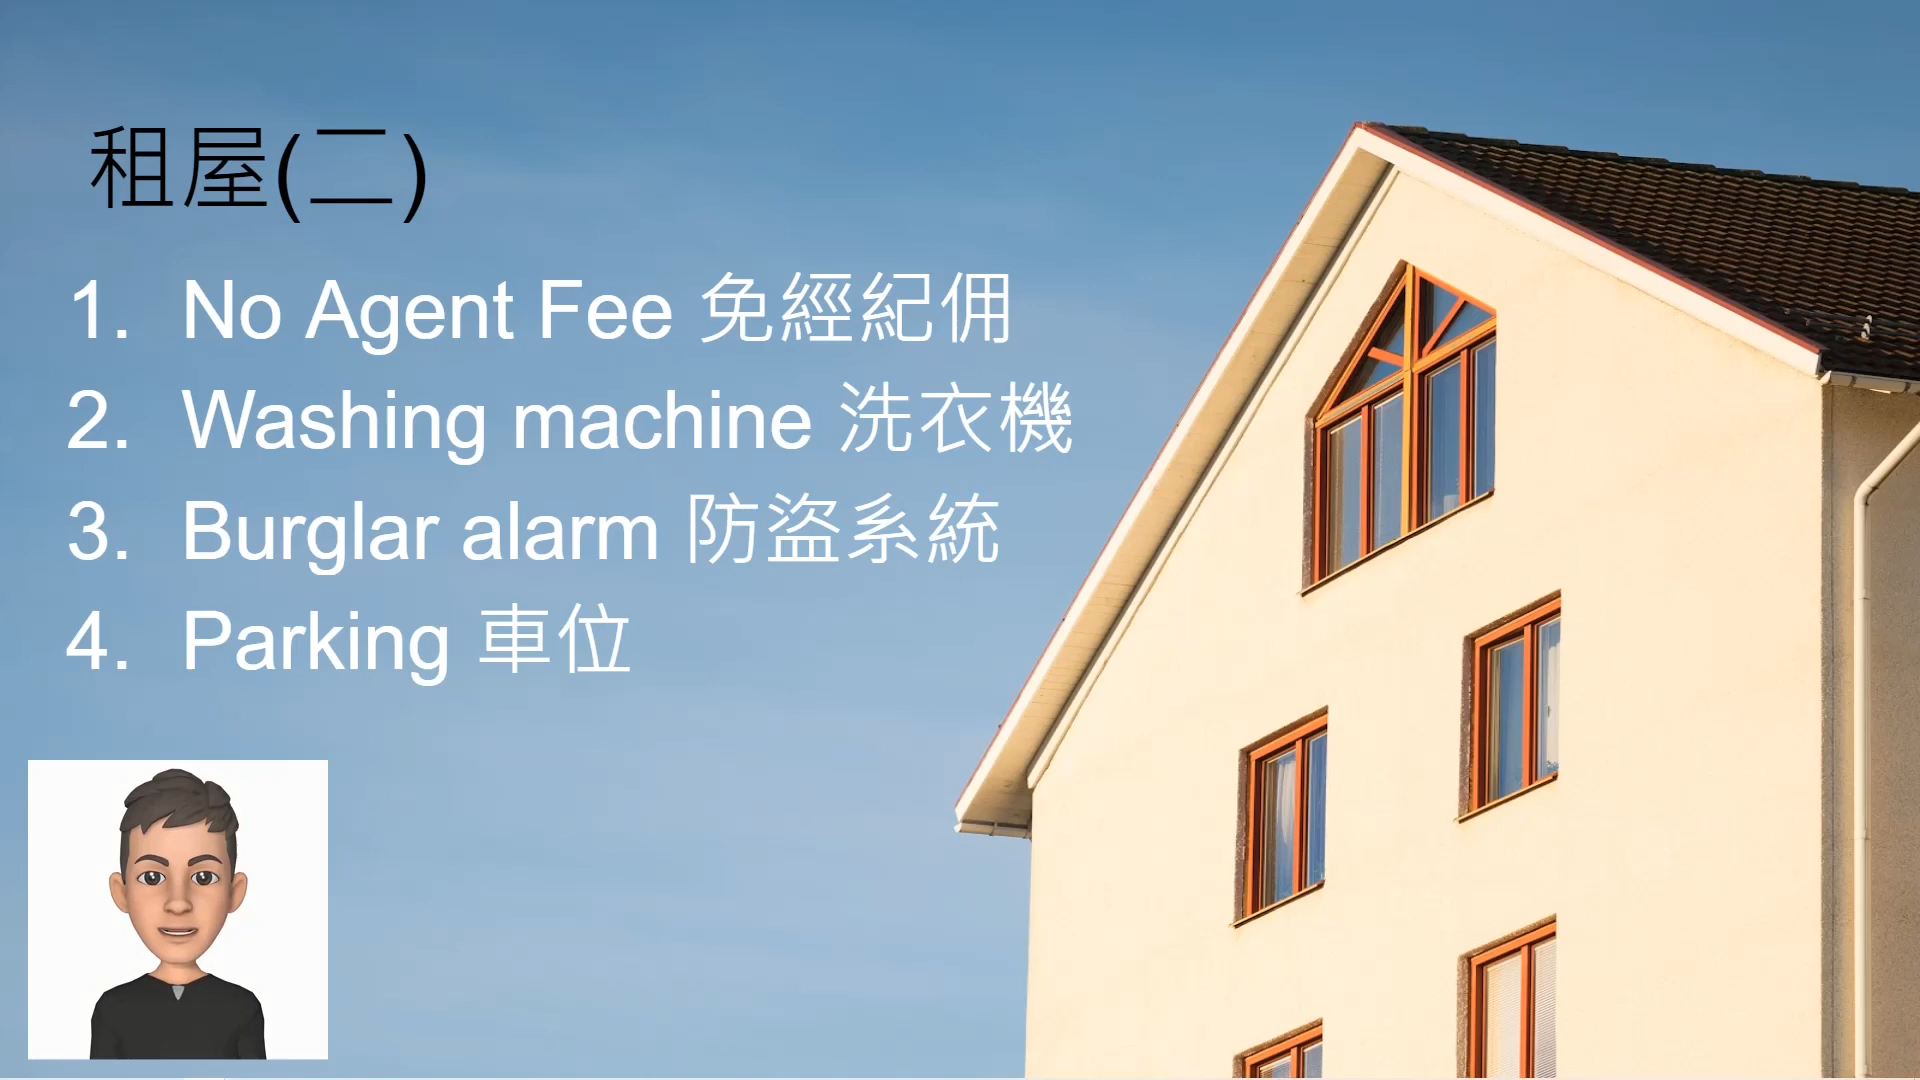 租屋(二)
1. No Agent Fee 免經紀佣
2. Washing machine 洗衣機
3. Burglar alarm 防盜系統
4. Parking 車位